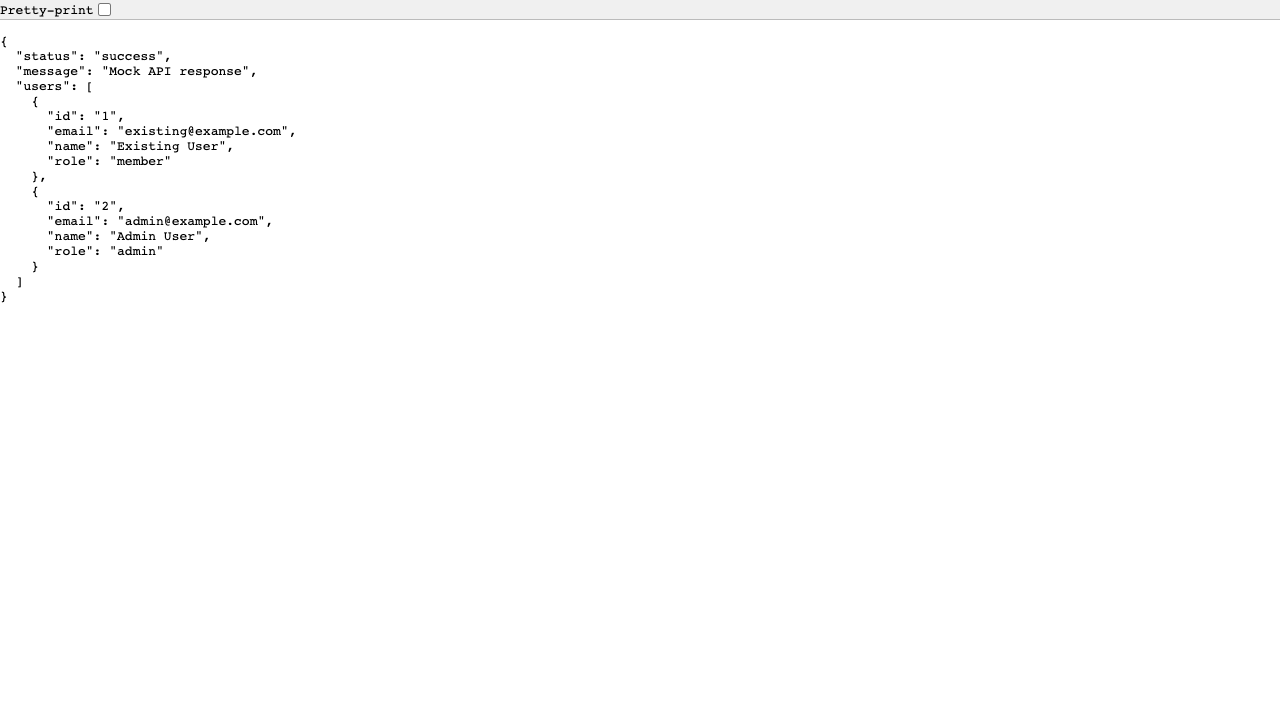 Pretty-print
{
  "status": "success",
  "message": "Mock API response",
  "users": [
    {
      "id": "1",
      "email": "existing@example.com",
      "name": "Existing User",
      "role": "member"
    },
    {
      "id": "2",
      "email": "admin@example.com",
      "name": "Admin User",
      "role": "admin"
    }
  ]
}